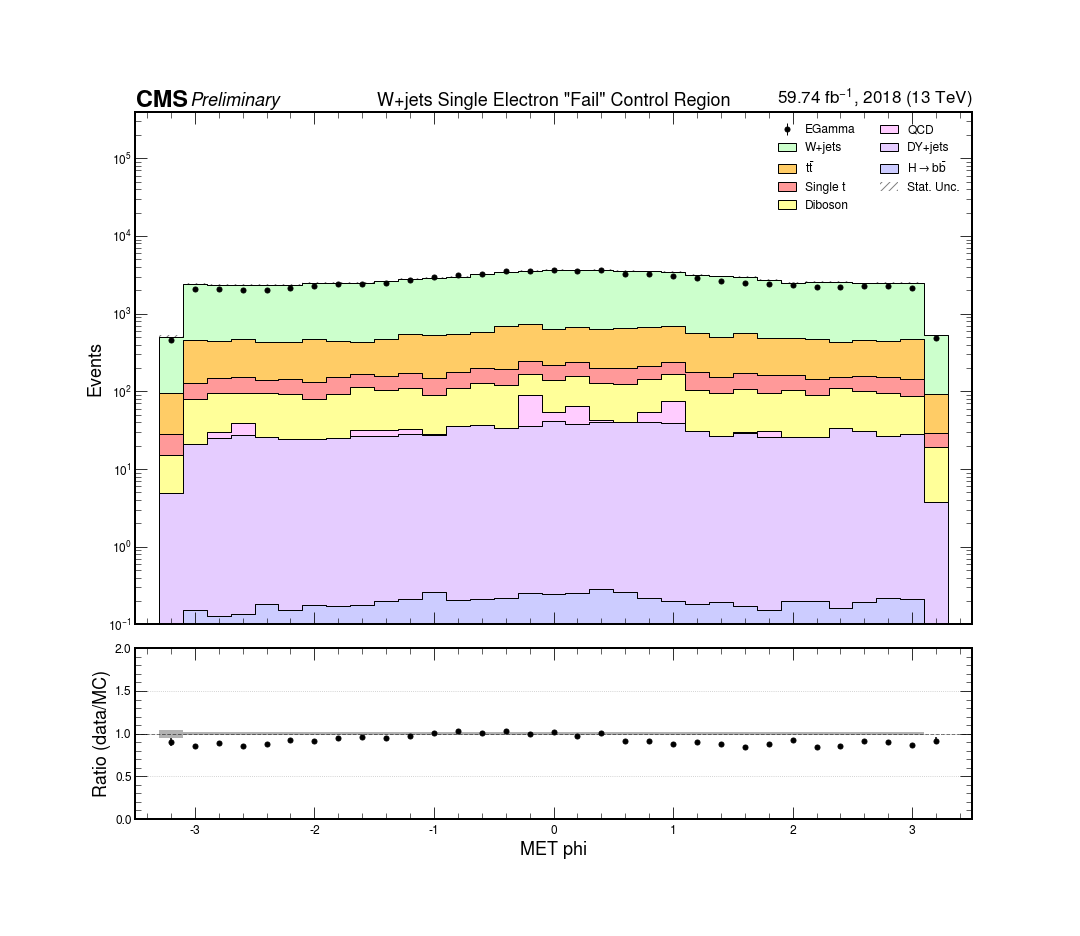 CMS Preliminary W+jets Single Electron "Fail" Control Region 59.74 fb⁻¹, 2018 (13 TeV)
EGamma QCD
W+jets DY+jets
tt̄ H→bb̄
Single t Stat. Unc.
Diboson
10⁵
10⁴
10³
10²
10¹
10⁰
10⁻¹
Events
2.0
1.5
1.0
0.5
0.0
Ratio (data/MC)
-3 -2 -1 0 1 2 3
MET phi